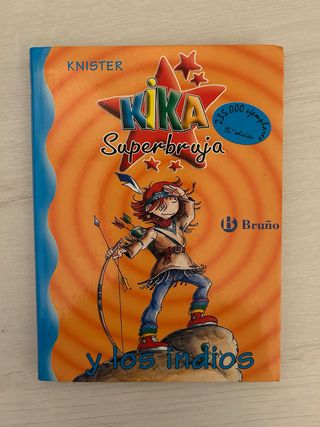 KNISTER
KIKA
Superbruja
235.000 ejemplares
15ª edición
B Bruño
y los indios